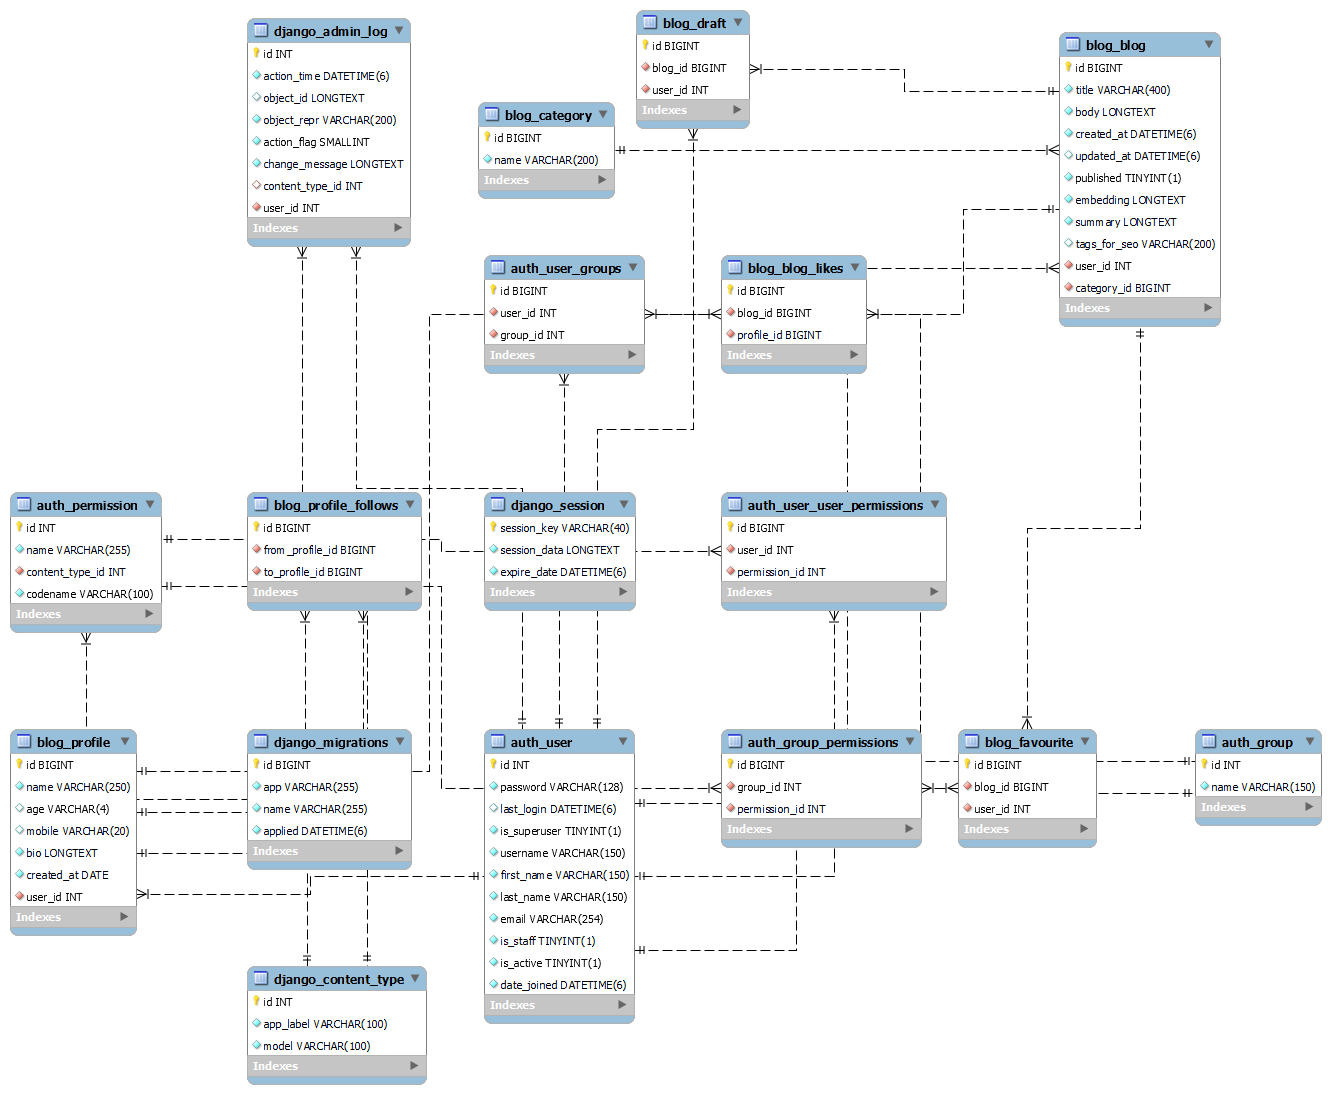 django_admin_log
id INT
action_time DATETIME(6)
object_id LONGTEXT
object_repr VARCHAR(200)
action_flag SMALLINT
change_message LONGTEXT
content_type_id INT
user_id INT
Indexes
blog_draft
id BIGINT
blog_id BIGINT
user_id INT
Indexes
blog_blog
id BIGINT
title VARCHAR(400)
body LONGTEXT
created_at DATETIME(6)
updated_at DATETIME(6)
published TINYINT(1)
embedding LONGTEXT
summary LONGTEXT
tags_for_seo VARCHAR(200)
user_id INT
category_id BIGINT
Indexes
blog_category
id BIGINT
name VARCHAR(200)
Indexes
auth_user_groups
id BIGINT
user_id INT
group_id INT
Indexes
blog_blog_likes
id BIGINT
blog_id BIGINT
profile_id BIGINT
Indexes
auth_permission
id INT
name VARCHAR(255)
content_type_id INT
codename VARCHAR(100)
Indexes
blog_profile_follows
id BIGINT
from_profile_id BIGINT
to_profile_id BIGINT
Indexes
django_session
session_key VARCHAR(40)
session_data LONGTEXT
expire_date DATETIME(6)
Indexes
auth_user_user_permissions
id BIGINT
user_id INT
permission_id INT
Indexes
blog_profile
id BIGINT
name VARCHAR(250)
age VARCHAR(4)
mobile VARCHAR(20)
bio LONGTEXT
created_at DATE
user_id INT
Indexes
django_migrations
id BIGINT
app VARCHAR(255)
name VARCHAR(255)
applied DATETIME(6)
Indexes
auth_user
id INT
password VARCHAR(128)
last_login DATETIME(6)
is_superuser TINYINT(1)
username VARCHAR(150)
first_name VARCHAR(150)
last_name VARCHAR(150)
email VARCHAR(254)
is_staff TINYINT(1)
is_active TINYINT(1)
date_joined DATETIME(6)
Indexes
auth_group_permissions
id BIGINT
group_id INT
permission_id INT
Indexes
blog_favourite
id BIGINT
blog_id BIGINT
user_id INT
Indexes
auth_group
id INT
name VARCHAR(150)
Indexes
django_content_type
id INT
app_label VARCHAR(100)
model VARCHAR(100)
Indexes